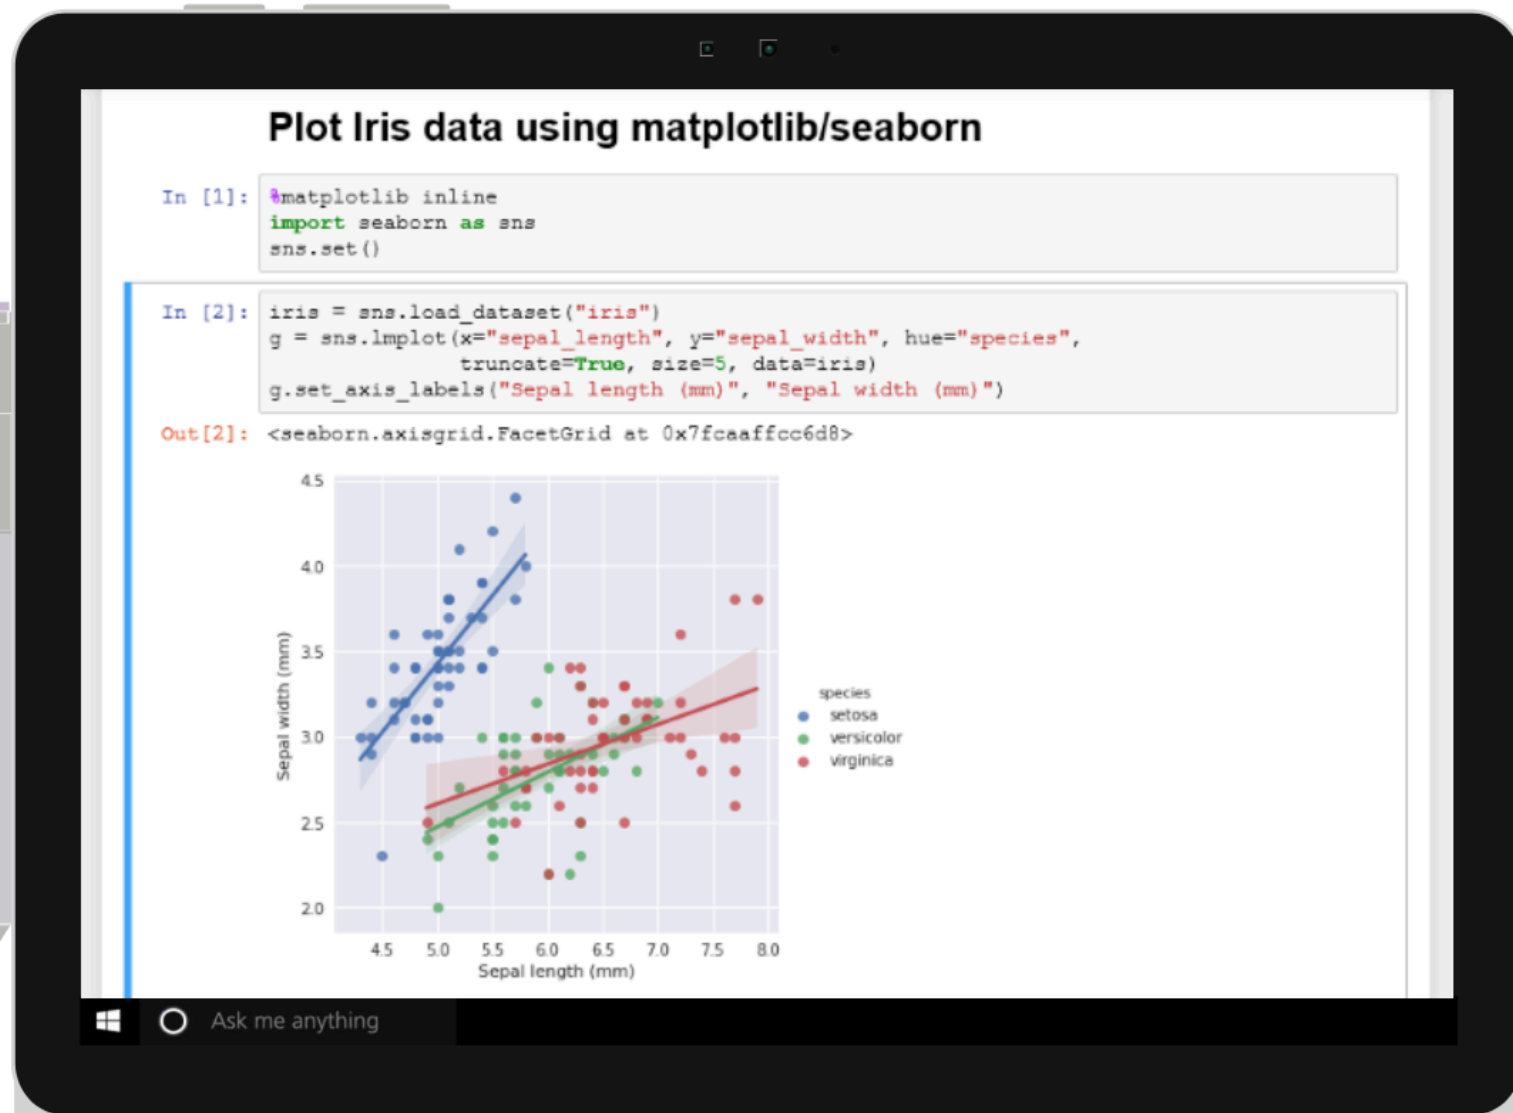 Plot Iris data using matplotlib/seaborn
In [1]: %matplotlib inline
import seaborn as sns
sns.set()
In [2]: iris = sns.load_dataset("iris")
g = sns.lmplot(x="sepal_length", y="sepal_width", hue="species",
truncate=True, size=5, data=iris)
g.set_axis_labels("Sepal length (mm)", "Sepal width (mm)")
Out[2]: <seaborn.axisgrid.FacetGrid at 0x7fcaaffcc6d8>
4.5
4.0
3.5
3.0
2.5
2.0
Sepal width (mm)
4.5 5.0 5.5 6.0 6.5 7.0 7.5 8.0
Sepal length (mm)
species
setosa
versicolor
virginica
Ask me anything